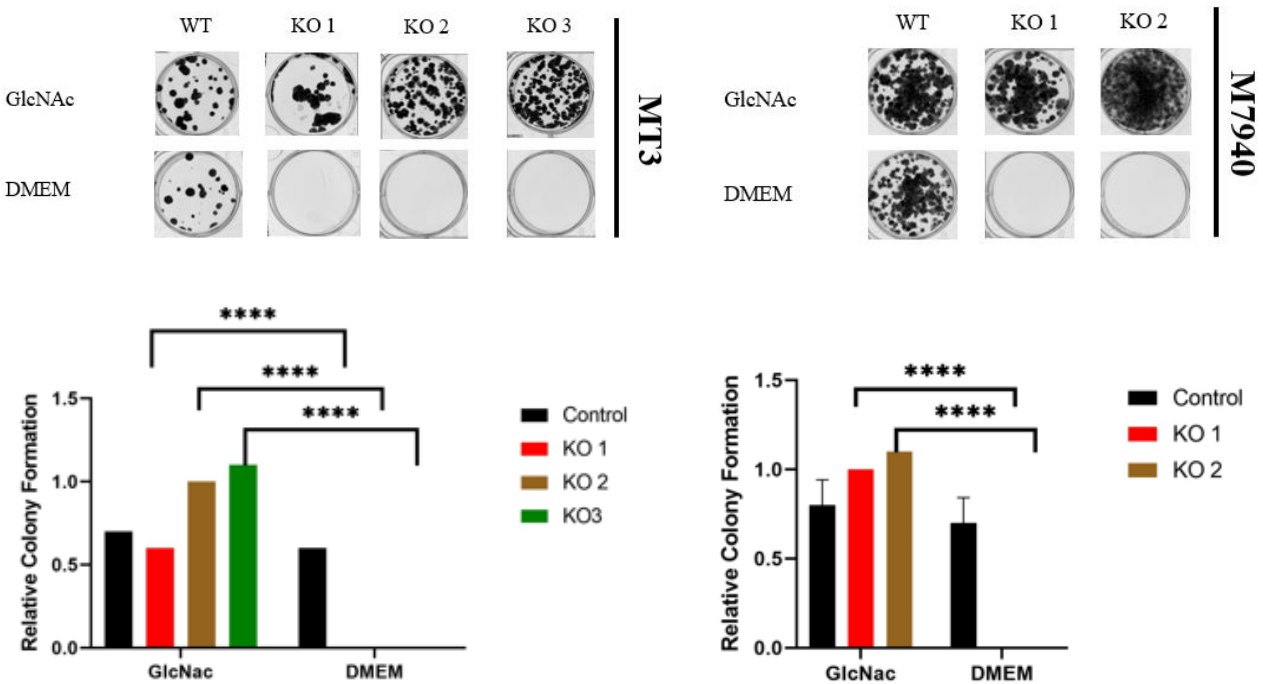 WT KO 1 KO 2 KO 3
GlcNAc
DMEM
MT3
WT KO 1 KO 2
GlcNAc
DMEM
M7940
****
****
****
Relative Colony Formation
1.5
1.0
0.5
0.0
GlcNac DMEM
Control
KO 1
KO 2
KO3
****
****
Relative Colony Formation
1.5
1.0
0.5
0.0
GlcNac DMEM
Control
KO 1
KO 2